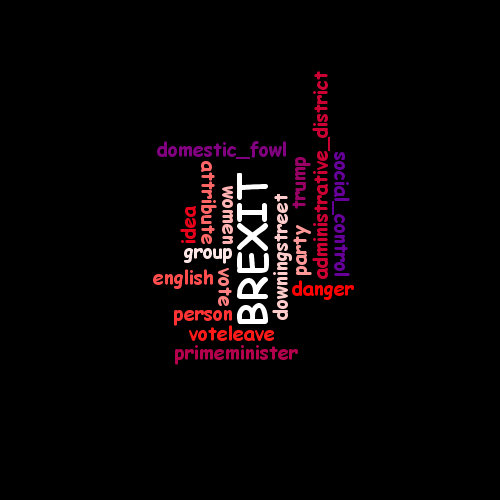 administrative_district
domestic_fowl
social_control
trump
attribute
BREXIT
women
downingstreet
idea
party
group
vote
english
danger
person
voteleave
primeminister